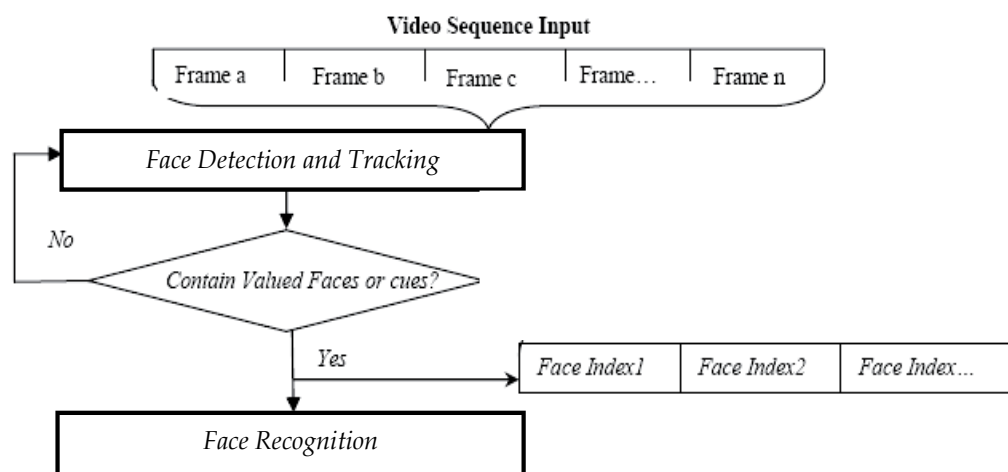 Video Sequence Input
Frame a Frame b Frame c Frame… Frame n
Face Detection and Tracking
No
Contain Valued Faces or cues?
Yes
Face Index1 Face Index2 Face Index…
Face Recognition